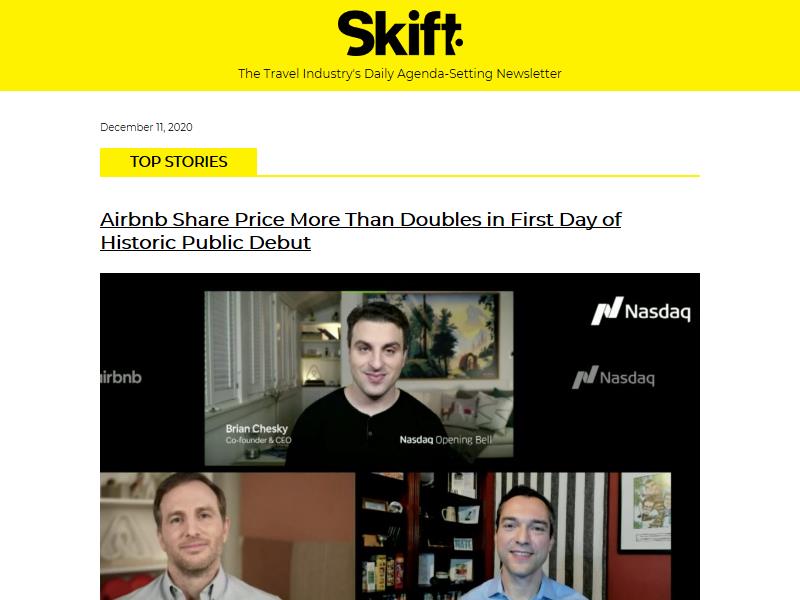 Skift
The Travel Industry's Daily Agenda-Setting Newsletter
December 11, 2020
TOP STORIES
Airbnb Share Price More Than Doubles in First Day of
Historic Public Debut
Nasdaq
airbnb
Nasdaq
Brian Chesky
Co-founder & CEO
Nasdaq Opening Bell